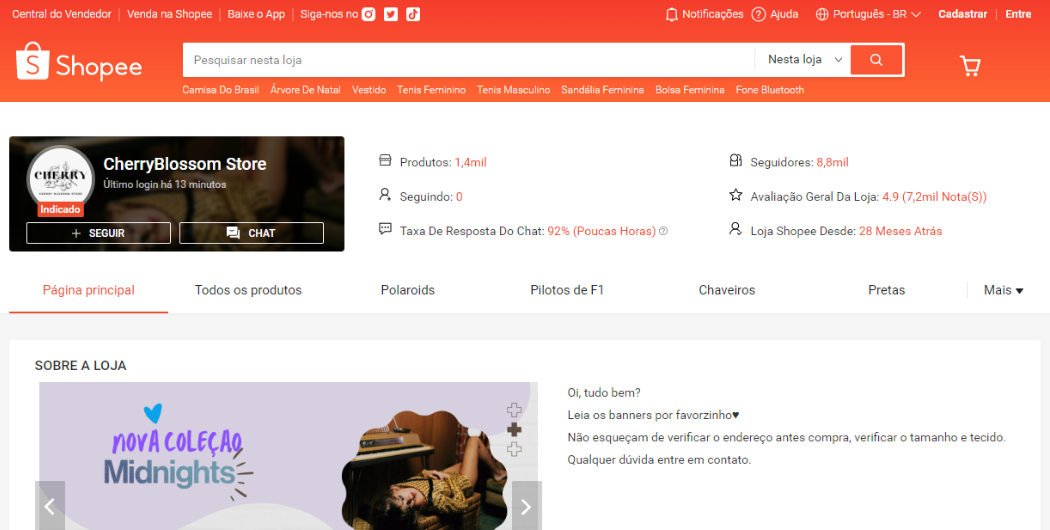 Central do Vendedor Venda na Shopee Baixe o App Siga-nos no
Notificações Ajuda Português - BR Cadastrar Entre
Shopee
Pesquisar nesta loja
Nesta loja
Camisa Do Brasil Árvore De Natal Vestido Tenis Feminino Tenis Masculino Sandália Feminina Bolsa Feminina Fone Bluetooth
CHERRY
CherryBlossom Store
Último login há 13 minutos
Indicado
+ SEGUIR
CHAT
Produtos: 1,4mil
Seguidores: 8,8mil
Seguindo: 0
Avaliação Geral Da Loja: 4.9 (7,2mil Nota(S))
Taxa De Resposta Do Chat: 92% (Poucas Horas)
Loja Shopee Desde: 28 Meses Atrás
Página principal Todos os produtos Polaroids Pilotos de F1 Chaveiros Pretas Mais
SOBRE A LOJA
NOVA COLEÇÃO
Midnights
Oi, tudo bem?
Leia os banners por favorzinho♥
Não esqueçam de verificar o endereço antes compra, verificar o tamanho e tecido.
Qualquer dúvida entre em contato.